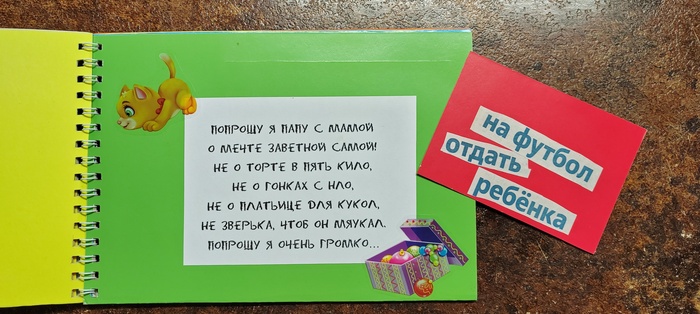 ПОПРОШУ Я ПАПУ С МАМОЙ
О МЕЧТЕ ЗАВЕТНОЙ САМОЙ!
НЕ О ТОРТЕ В ПЯТЬ КИЛО,
НЕ О ГОНКАХ С НЛО,
НЕ О ПЛАТЬИЦЕ ДЛЯ КУКОЛ,
НЕ ЗВЕРЬКА, ЧТОБ ОН МЯУКАЛ.
ПОПРОШУ Я ОЧЕНЬ ГРОМКО...
на футбол
отдать
ребёнка